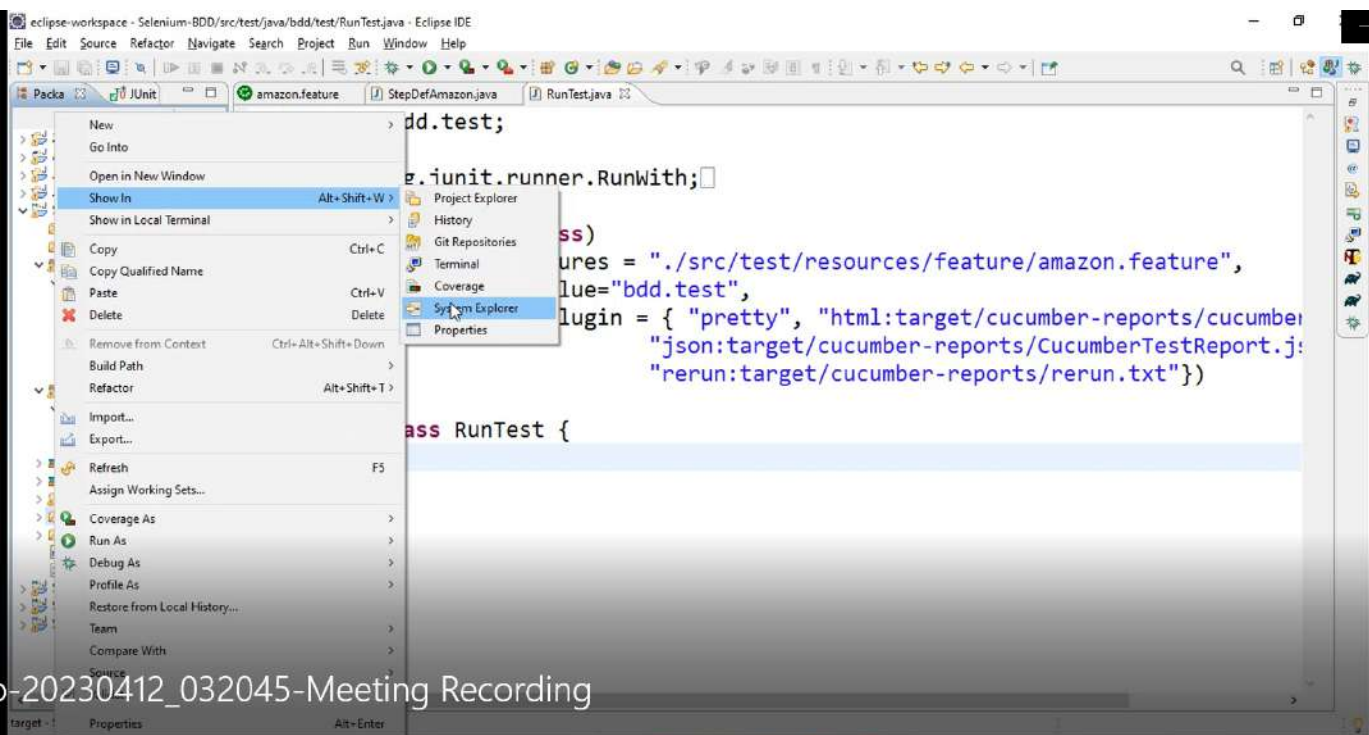 eclipse-workspace - Selenium-BDD/src/test/java/bdd/test/RunTest.java - Eclipse IDE
File Edit Source Refactor Navigate Search Project Run Window Help
Packa JUnit amazon.feature StepDefAmazon.java RunTest.java
New
Go Into
Open in New Window
Show In Alt+Shift+W >
Show in Local Terminal
Copy Ctrl+C
Copy Qualified Name
Paste Ctrl+V
Delete Delete
Remove from Context Ctrl+Alt+Shift+Down
Build Path
Refactor Alt+Shift+T >
Import...
Export...
Refresh F5
Assign Working Sets...
Coverage As
Run As
Debug As
Profile As
Restore from Local History...
Team
Compare With
Source
Properties Alt+Enter
Project Explorer
History
Git Repositories
Terminal
Coverage
System Explorer
Properties
dd.test;
g.junit.runner.RunWith;
ss)
ures = "./src/test/resources/feature/amazon.feature",
lue="bdd.test",
lugin = { "pretty", "html:target/cucumber-reports/cucumber
"json:target/cucumber-reports/CucumberTestReport.js
"rerun:target/cucumber-reports/rerun.txt"})
ass RunTest {
-20230412_032045-Meeting Recording
target -